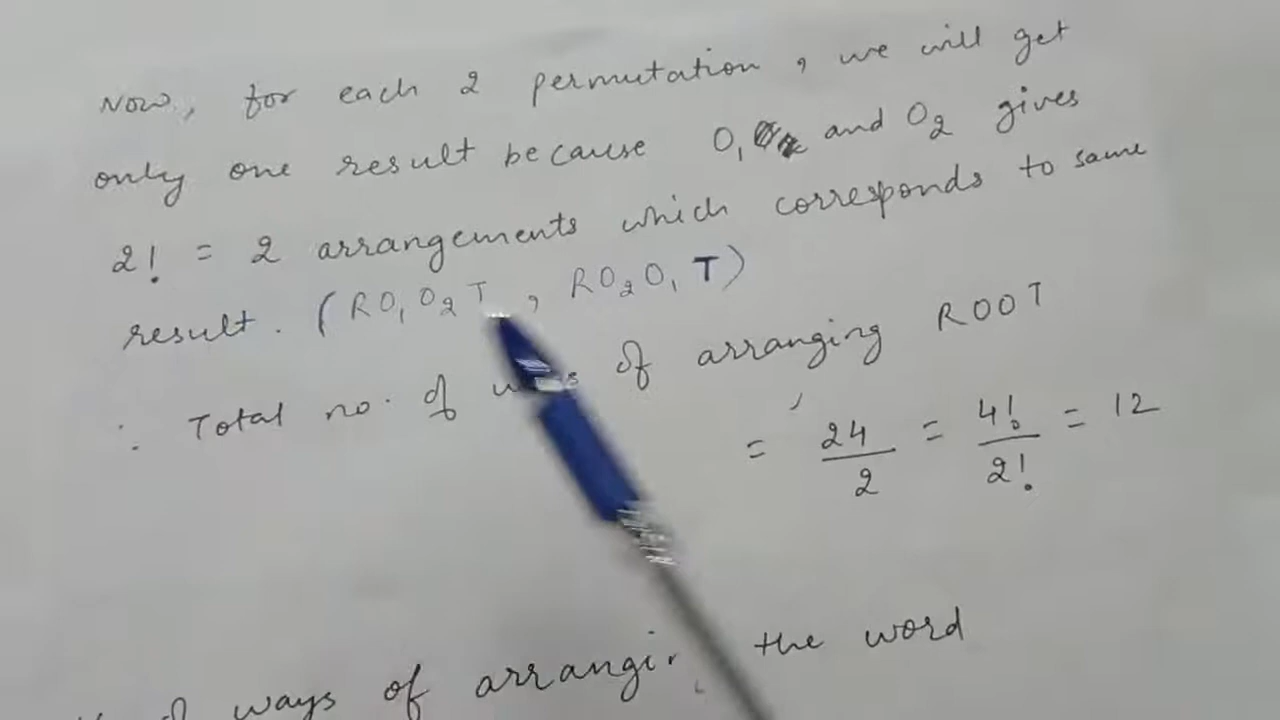 Now, for each 2 permutation, we will get
only one result because O₁ and O₂ gives
2! = 2 arrangements which corresponds to same
result. (RO₁O₂T, RO₂O₁T)
∴ Total no. of ways of arranging ROOT
= 24/2 = 4!/2! = 12
ways of arranging the word